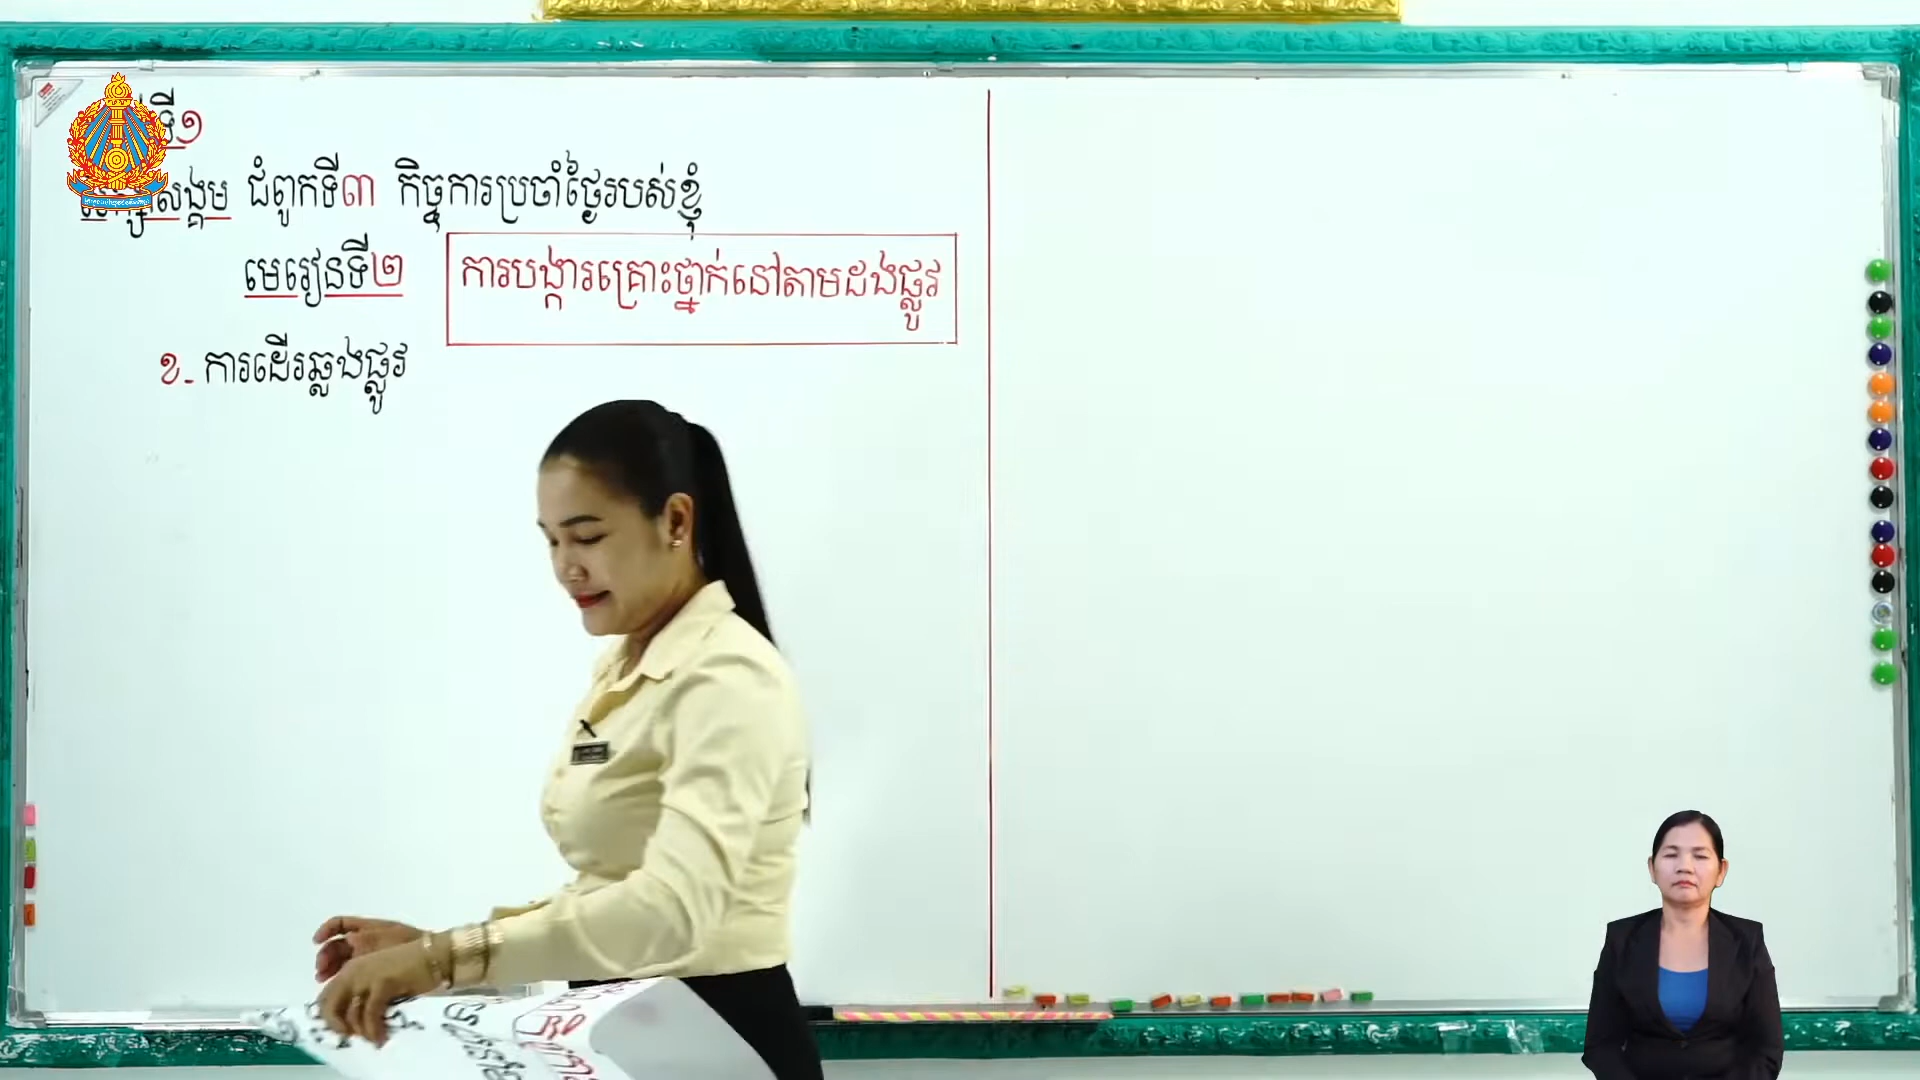 ទី១
សិក្សាសង្គម ជំពូកទី៣ កិច្ចការប្រចាំថ្ងៃរបស់ខ្ញុំ
មេរៀនទី២ ការបង្ការគ្រោះថ្នាក់នៅតាមដងផ្លូវ
ខ- ការដើរឆ្លងផ្លូវ